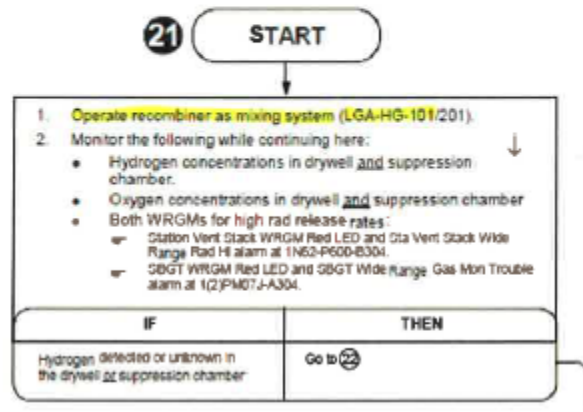 21 START
1. Operate recombiner as mixing system (LGA-HG-101/201).
2. Monitor the following while continuing here:
• Hydrogen concentrations in drywell and suppression
chamber.
• Oxygen concentrations in drywell and suppression chamber
• Both WRGMs for high rad release rates:
☛ Station Vent Stack WRGM Red LED and Sta Vent Stack Wide
Range Rad Hi alarm at 1N62-P600-B304.
☛ SBGT WRGM Red LED and SBGT Wide Range Gas Mon Trouble
alarm at 1(2)PM07J-A304.
IF THEN
Hydrogen detected or unknown in Go to 22
the drywell or suppression chamber